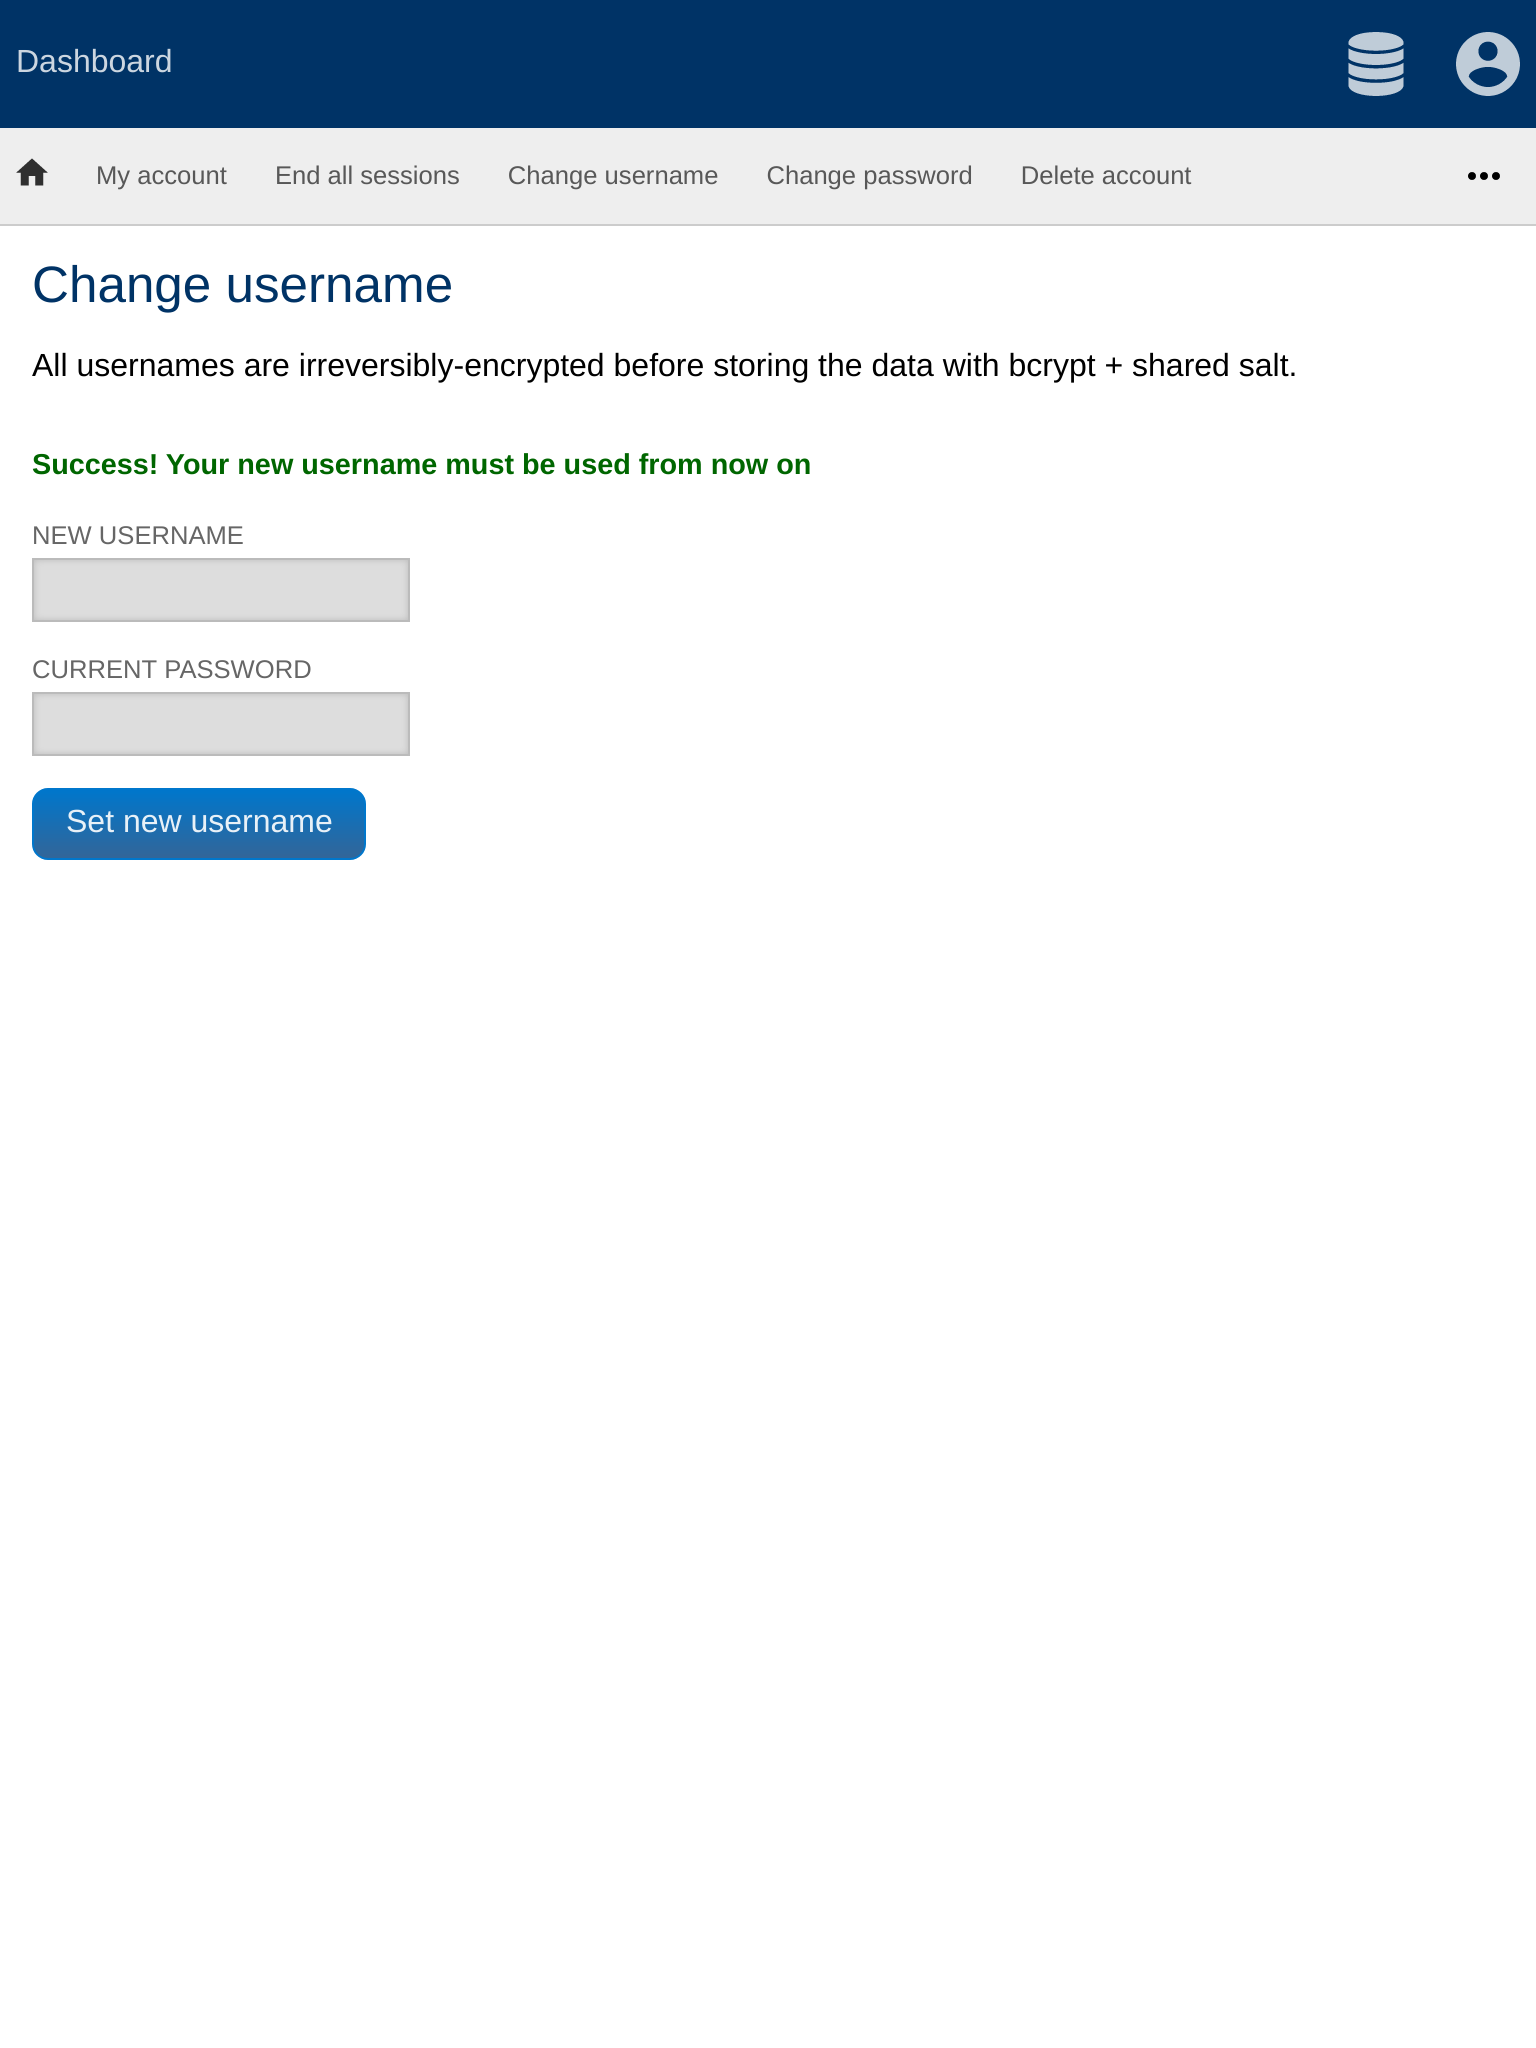 Dashboard
My account End all sessions Change username Change password Delete account
Change username
All usernames are irreversibly-encrypted before storing the data with bcrypt + shared salt.
Success! Your new username must be used from now on
NEW USERNAME
CURRENT PASSWORD
Set new username